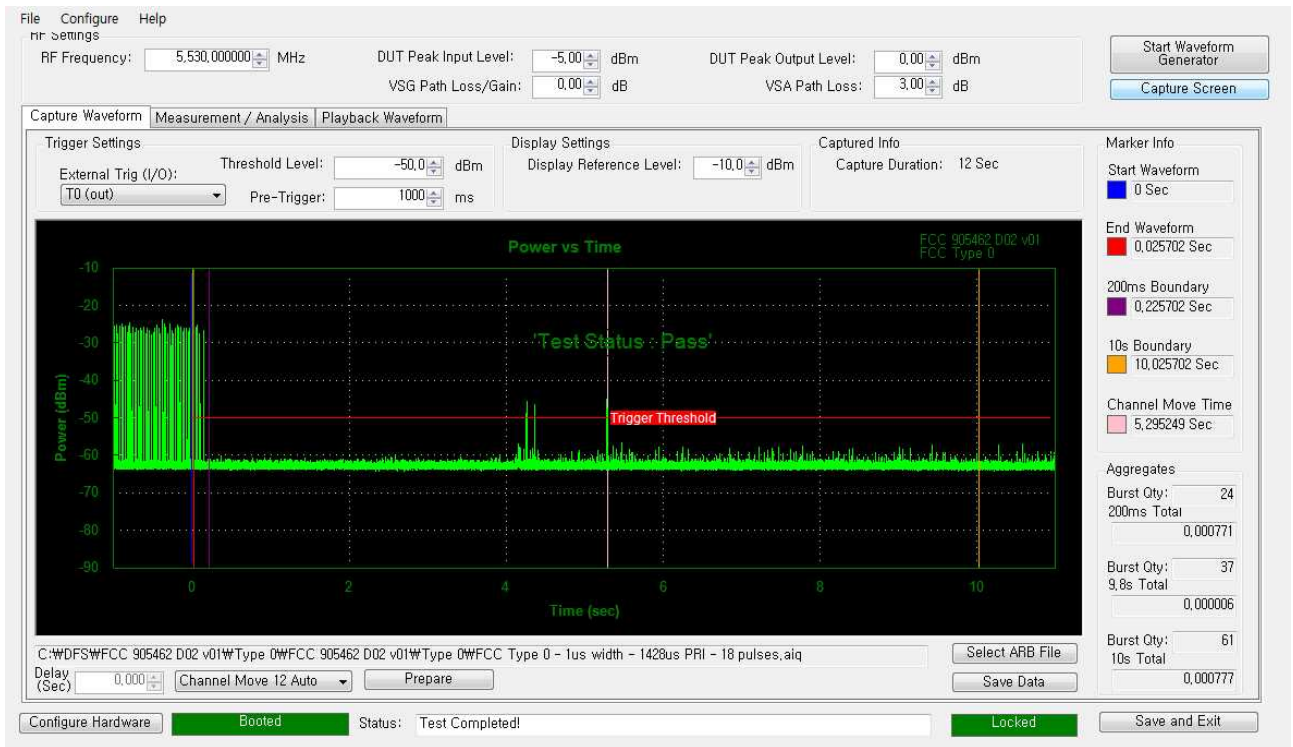 File Configure Help
RF Settings
RF Frequency: 5,530,000000 MHz DUT Peak Input Level: -5,00 dBm DUT Peak Output Level: 0,00 dBm Start Waveform Generator
VSG Path Loss/Gain: 0,00 dB VSA Path Loss: 3,00 dB Capture Screen
Capture Waveform Measurement / Analysis Playback Waveform
Trigger Settings Display Settings Captured Info Marker Info
External Trig (I/O): Threshold Level: -50,0 dBm Display Reference Level: -10,0 dBm Capture Duration: 12 Sec
T0 (out) Pre-Trigger: 1000 ms
Start Waveform
0 Sec
End Waveform
0,025702 Sec
200ms Boundary
0,225702 Sec
10s Boundary
10,025702 Sec
Channel Move Time
5,295249 Sec
Power vs Time
FCC 905462 D02 v01
FCC Type 0
'Test Status : Pass'
Trigger Threshold
Power (dBm)
-10
-20
-30
-40
-50
-60
-70
-80
-90
0 2 4 6 8 10
Time (sec)
Aggregates
Burst Qty: 24
200ms Total
0,000771
Burst Qty: 37
9,8s Total
0,000006
Burst Qty: 61
10s Total
0,000777
C:₩DFS₩FCC 905462 D02 v01₩Type 0₩FCC 905462 D02 v01₩Type 0₩FCC Type 0 - 1us width - 1428us PRI - 18 pulses,aiq Select ARB File
Delay (Sec) 0,000 Channel Move 12 Auto Prepare Save Data
Configure Hardware Booted Status: Test Completed! Locked Save and Exit